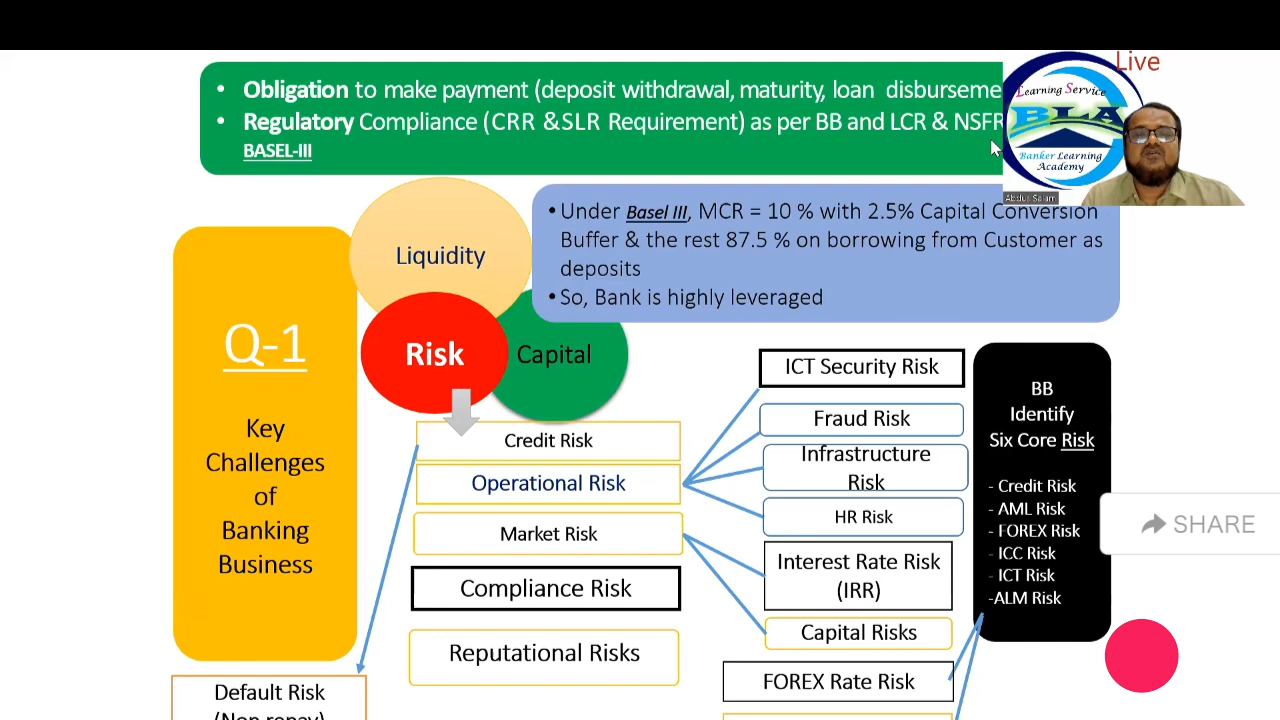 • Obligation to make payment (deposit withdrawal, maturity, loan disburseme
• Regulatory Compliance (CRR &SLR Requirement) as per BB and LCR & NSFR
BASEL-III
Live
Learning Service
BLA
Banker Learning
Academy
Abdus Salam
Liquidity
Risk
Capital
• Under Basel III, MCR = 10 % with 2.5% Capital Conversion
Buffer & the rest 87.5 % on borrowing from Customer as
deposits
• So, Bank is highly leveraged
Q-1
Key
Challenges
of
Banking
Business
Credit Risk
Operational Risk
Market Risk
Compliance Risk
Reputational Risks
Default Risk
(Non repay)
ICT Security Risk
Fraud Risk
Infrastructure
Risk
HR Risk
Interest Rate Risk
(IRR)
Capital Risks
FOREX Rate Risk
BB
Identify
Six Core Risk
- Credit Risk
- AML Risk
- FOREX Risk
- ICC Risk
- ICT Risk
-ALM Risk
SHARE